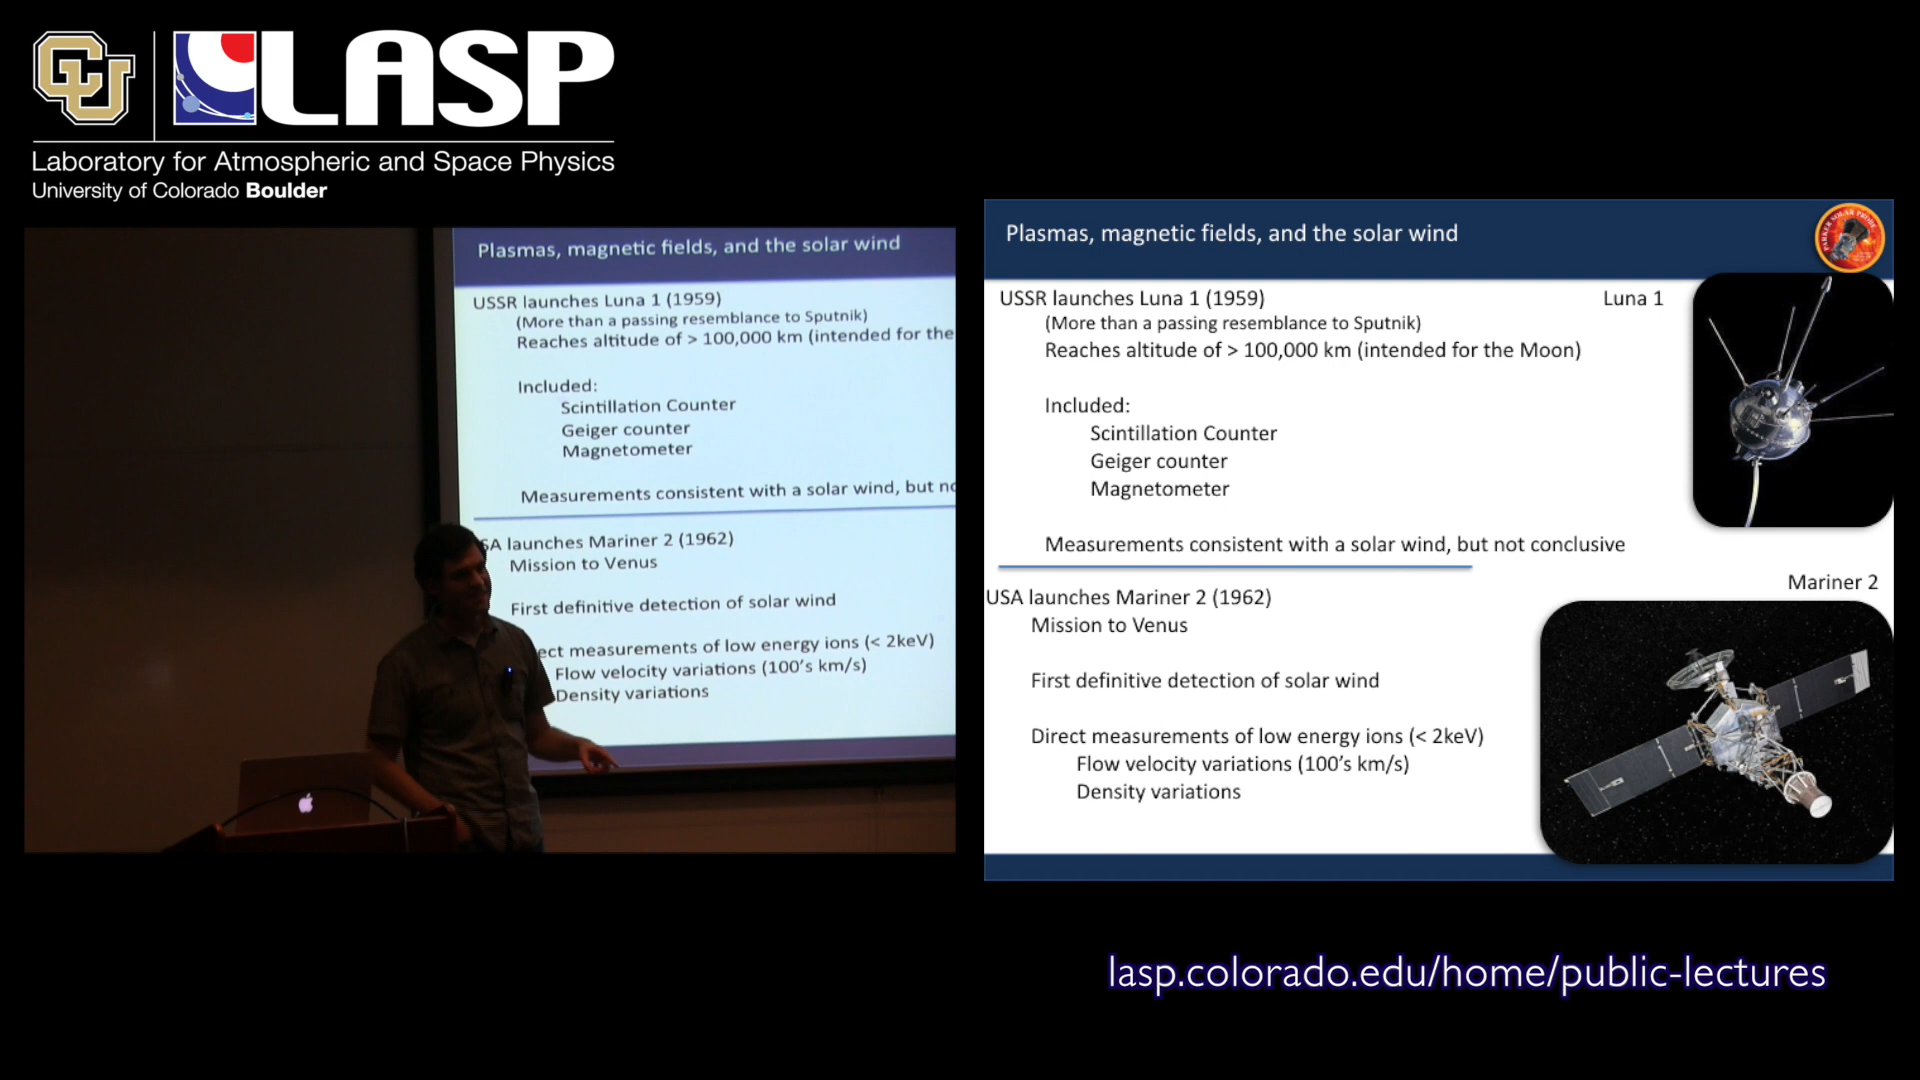 CU
LASP
Laboratory for Atmospheric and Space Physics
University of Colorado Boulder
Plasmas, magnetic fields, and the solar wind
USSR launches Luna 1 (1959)
(More than a passing resemblance to Sputnik)
Reaches altitude of > 100,000 km (intended for the
Included:
Scintillation Counter
Geiger counter
Magnetometer
Measurements consistent with a solar wind, but no
SA launches Mariner 2 (1962)
Mission to Venus
First definitive detection of solar wind
ect measurements of low energy ions (< 2keV)
Flow velocity variations (100's km/s)
Density variations
Plasmas, magnetic fields, and the solar wind
PARKER SOLAR PROBE
USSR launches Luna 1 (1959)
Luna 1
(More than a passing resemblance to Sputnik)
Reaches altitude of > 100,000 km (intended for the Moon)
Included:
Scintillation Counter
Geiger counter
Magnetometer
Measurements consistent with a solar wind, but not conclusive
Mariner 2
USA launches Mariner 2 (1962)
Mission to Venus
First definitive detection of solar wind
Direct measurements of low energy ions (< 2keV)
Flow velocity variations (100's km/s)
Density variations
lasp.colorado.edu/home/public-lectures